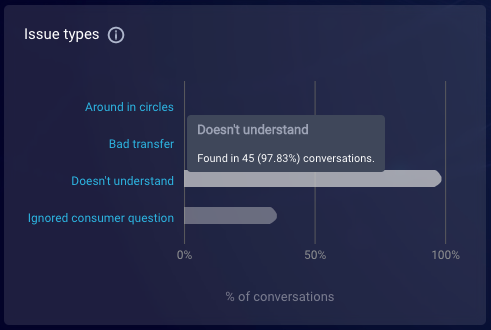 Issue types
Around in circles
Bad transfer
Doesn't understand
Found in 45 (97.83%) conversations.
Doesn't understand
Ignored consumer question
0% 50% 100%
% of conversations